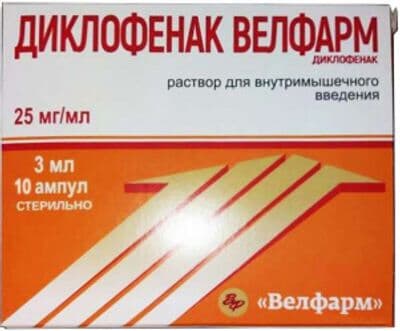 ДИКЛОФЕНАК ВЕЛФАРМ
ДИКЛОФЕНАК
раствор для внутримышечного
введения
25 мг/мл
3 мл
10 ампул
СТЕРИЛЬНО
«Велфарм»